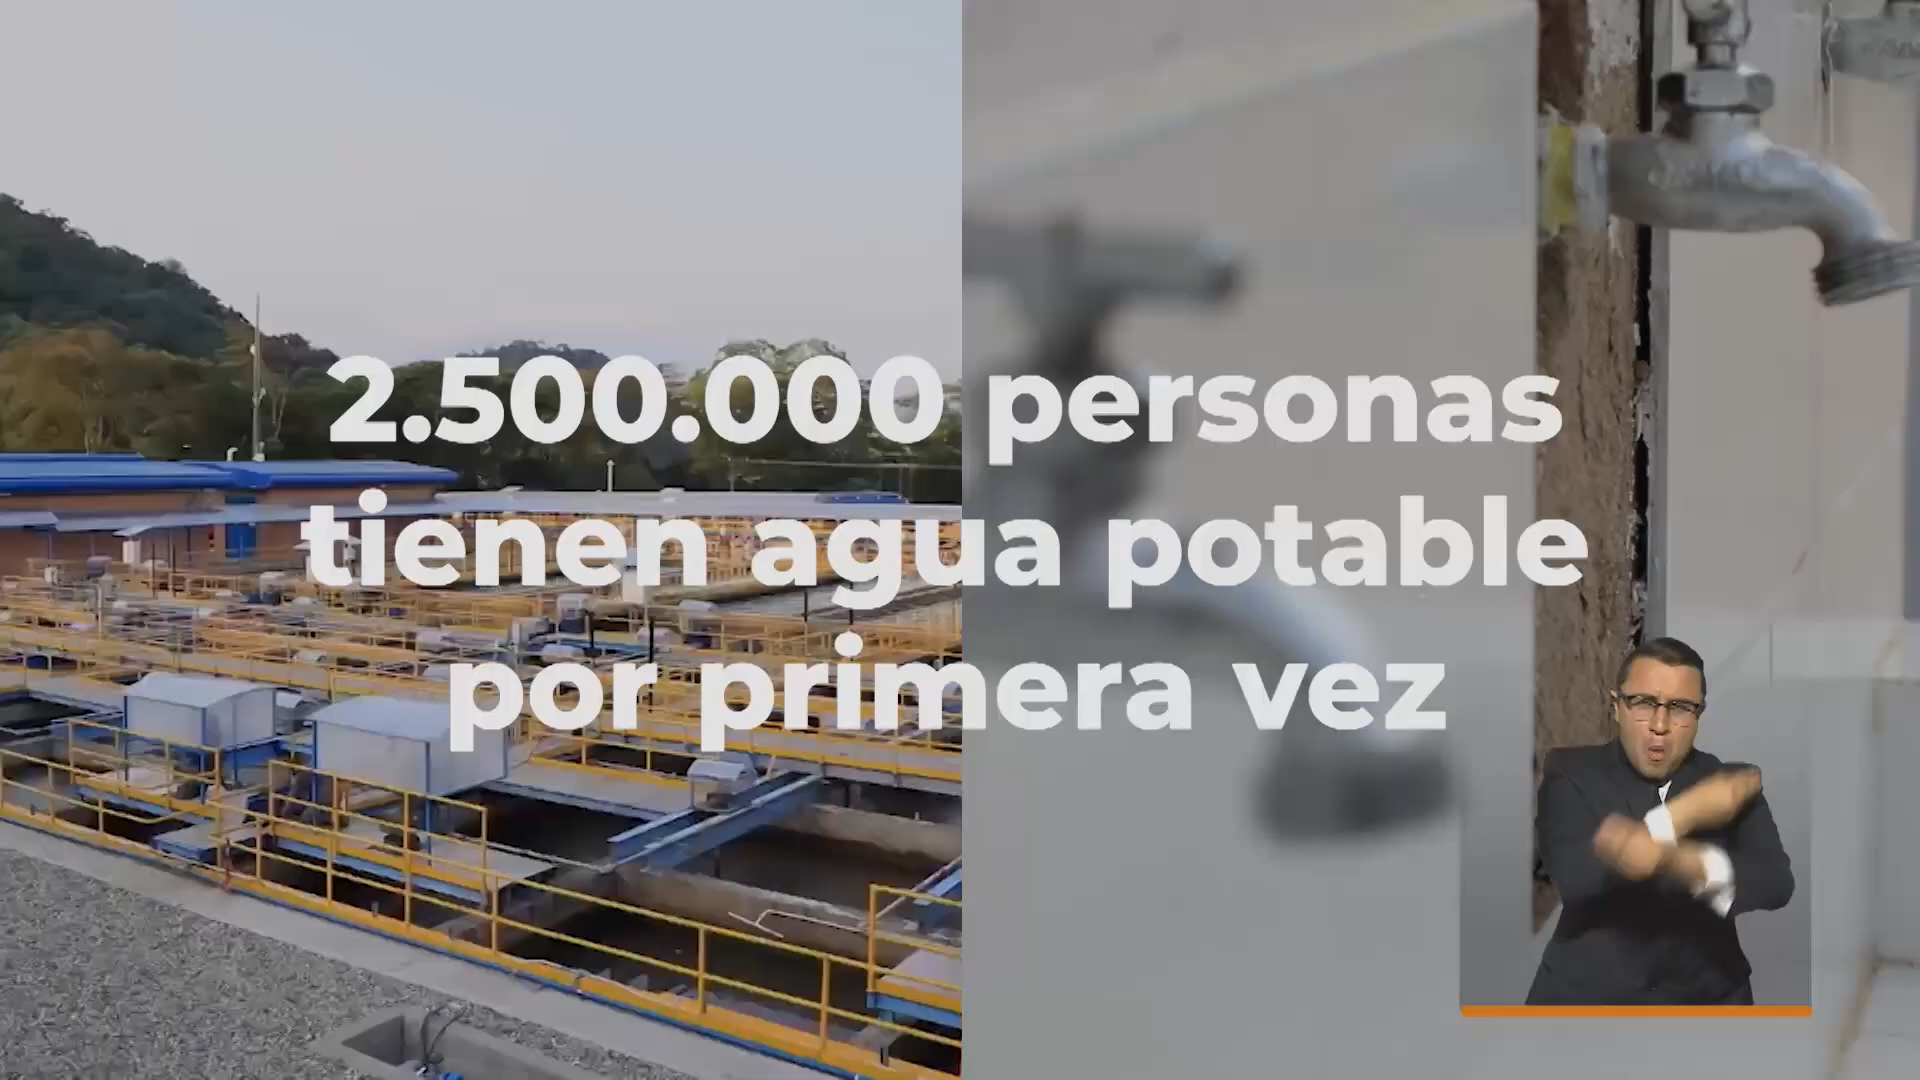 2.500.000 personas
tienen agua potable
por primera vez